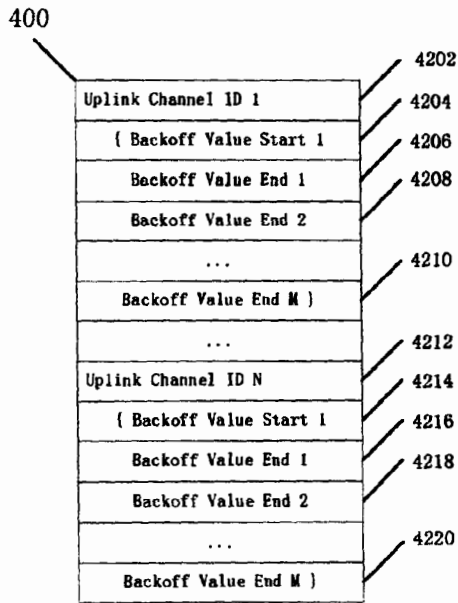 400
Uplink Channel ID 1 4202
{ Backoff Value Start 1 4204
Backoff Value End 1 4206
Backoff Value End 2 4208
...
Backoff Value End M } 4210
...
Uplink Channel ID N 4212
{ Backoff Value Start 1 4214
Backoff Value End 1 4216
Backoff Value End 2 4218
...
Backoff Value End M } 4220